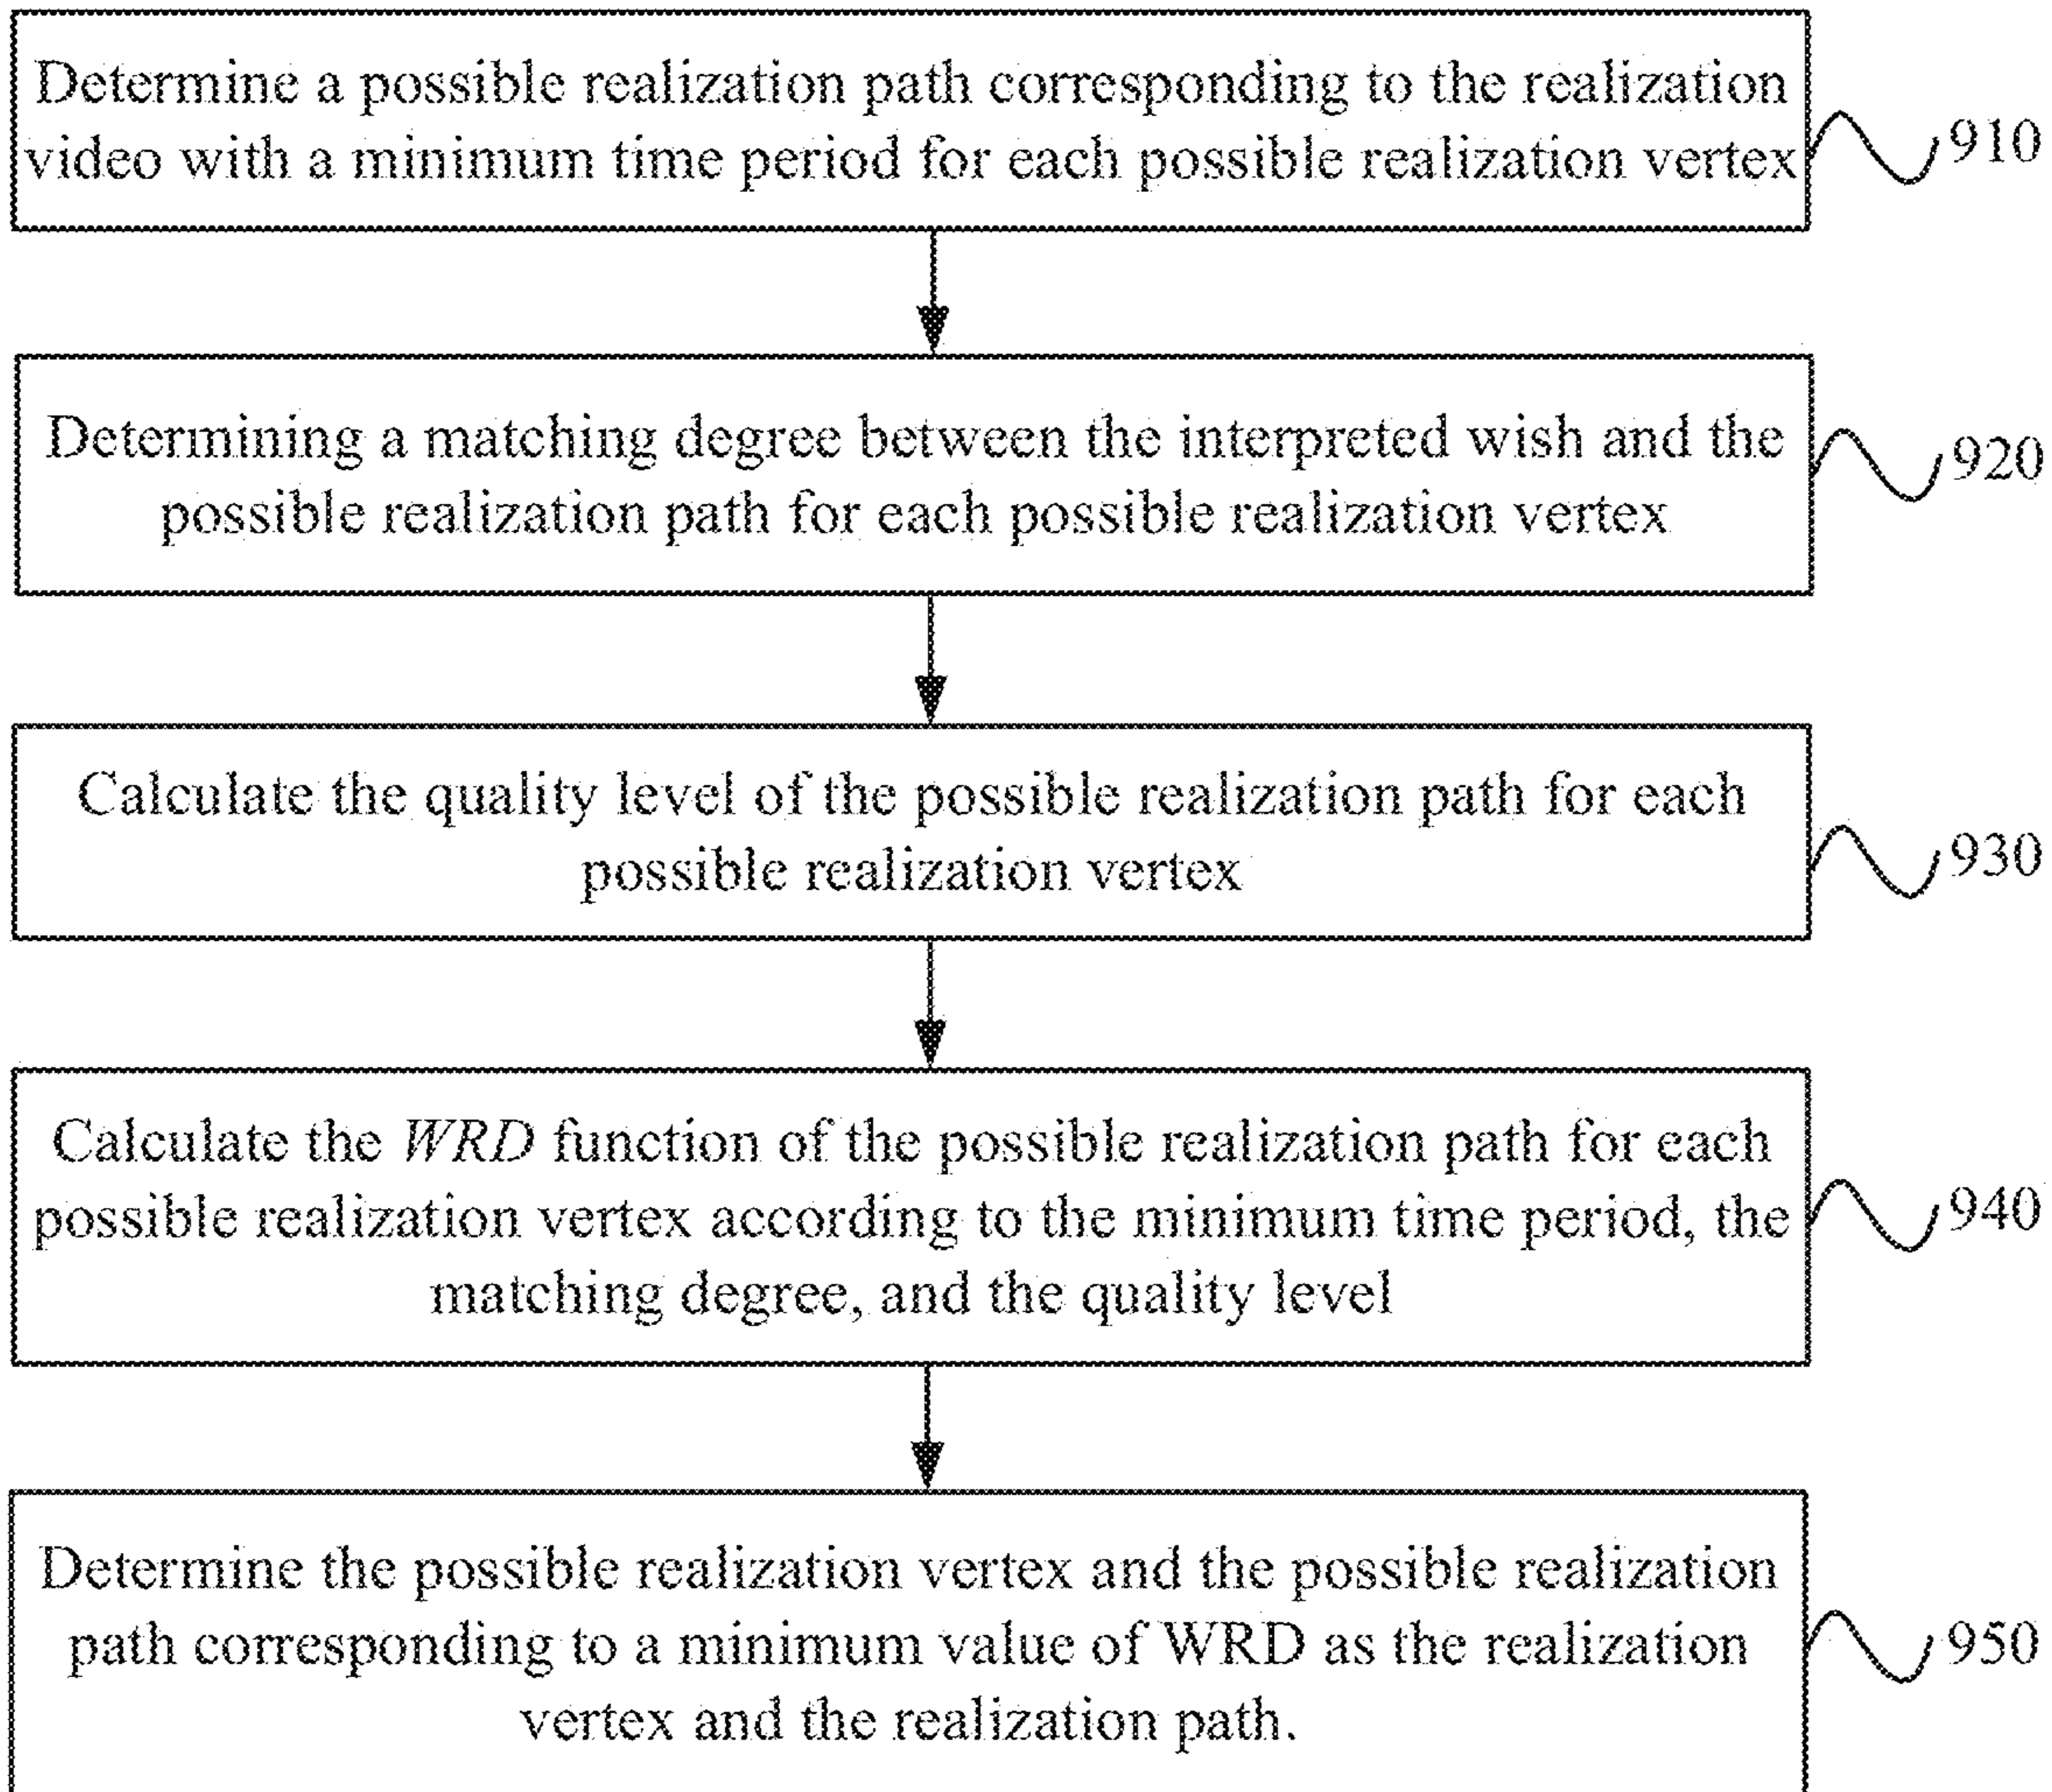 Determine a possible realization path corresponding to the realization
video with a minimum time period for each possible realization vertex
910
Determining a matching degree between the interpreted wish and the
possible realization path for each possible realization vertex
920
Calculate the quality level of the possible realization path for each
possible realization vertex
930
Calculate the WRD function of the possible realization path for each
possible realization vertex according to the minimum time period, the
matching degree, and the quality level
940
Determine the possible realization vertex and the possible realization
path corresponding to a minimum value of WRD as the realization
vertex and the realization path.
950